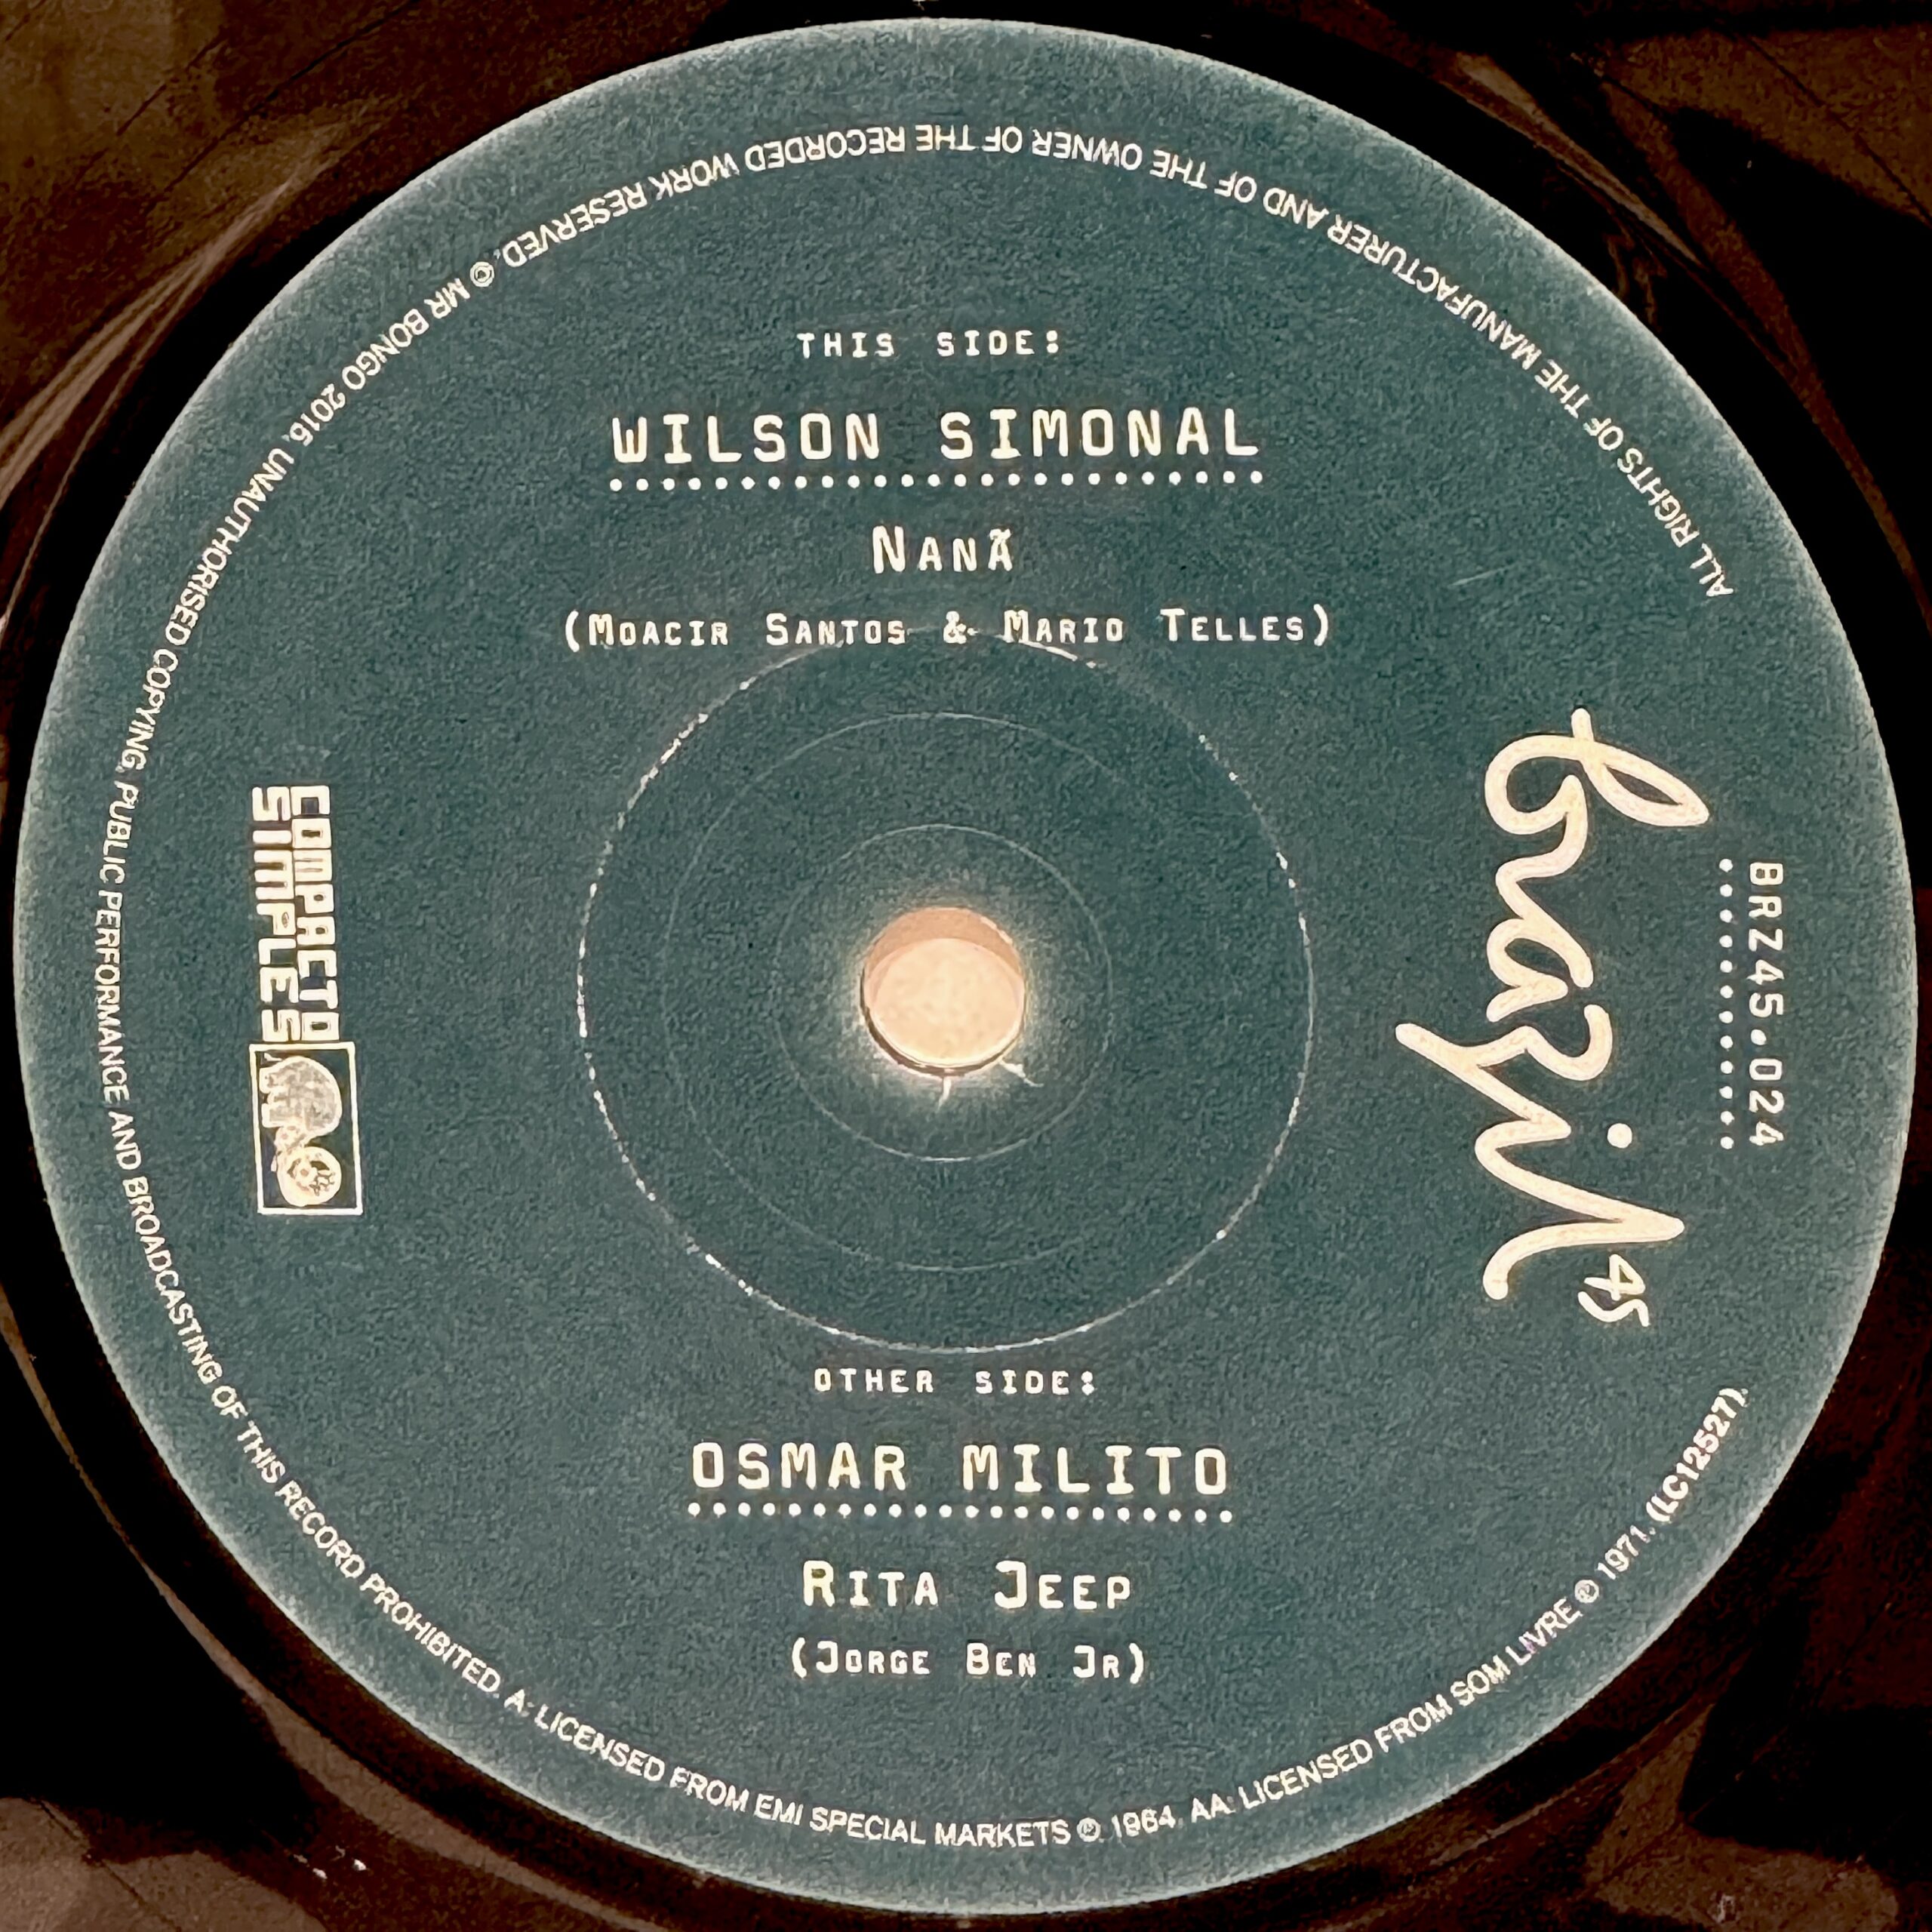 THIS SIDE:
WILSON SIMONAL
NANÃ
(MOACIR SANTOS & MARIO TELLES)
COMPACTO
SIMPLES
BRZ45.024
brazil 45
OTHER SIDE:
OSMAR MILITO
RITA JEEP
(JORGE BEN JR)
ALL RIGHTS OF THE MANUFACTURER AND OF THE OWNER OF THE RECORDED WORK RESERVED. © MR BONGO 2016. UNAUTHORISED COPYING, PUBLIC PERFORMANCE AND BROADCASTING OF THIS RECORD PROHIBITED. A: LICENSED FROM EMI SPECIAL MARKETS ℗ 1964. AA: LICENSED FROM SOM LIVRE ℗ 1971. (LC12527).